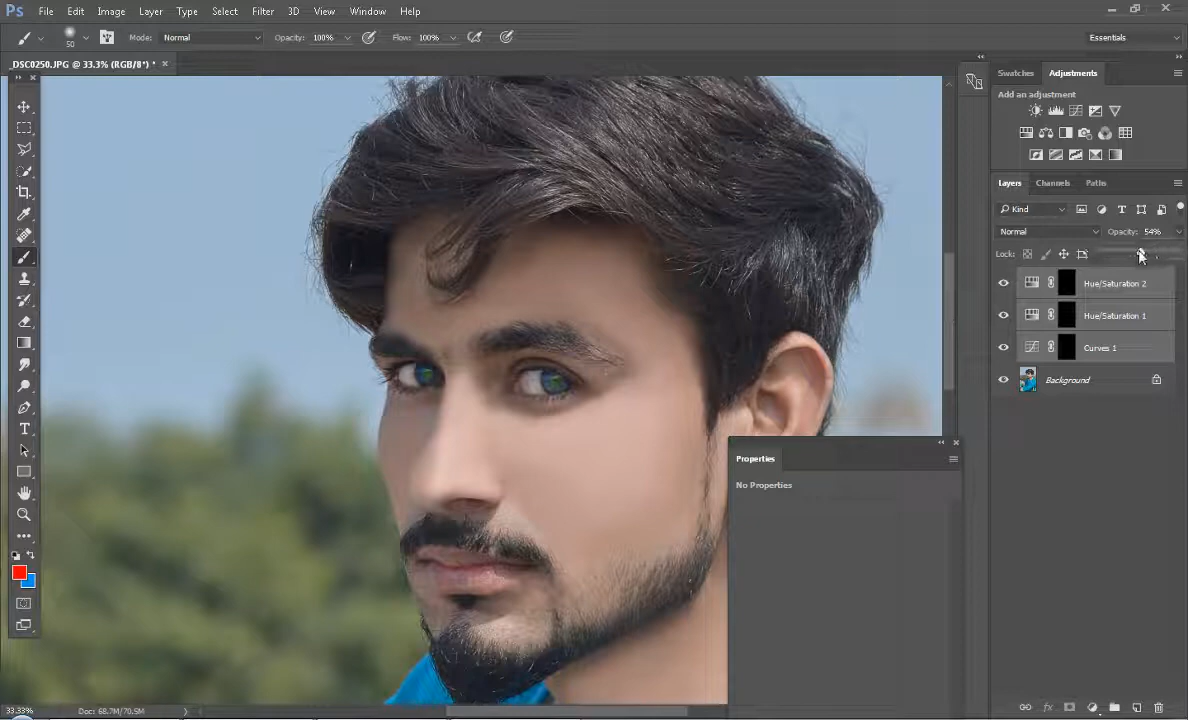 Ps File Edit Image Layer Type Select Filter 3D View Window Help
50 Mode: Normal Opacity: 100% Flow: 100% Essentials
_DSC0250.JPG @ 33.3% (RGB/8*) * ×
Swatches Adjustments
Add an adjustment
Layers Channels Paths
Kind
Normal Opacity: 54%
Lock:
Hue/Saturation 2
Hue/Saturation 1
Curves 1
Background
Properties
No Properties
33.33% Doc: 68.7M/70.5M